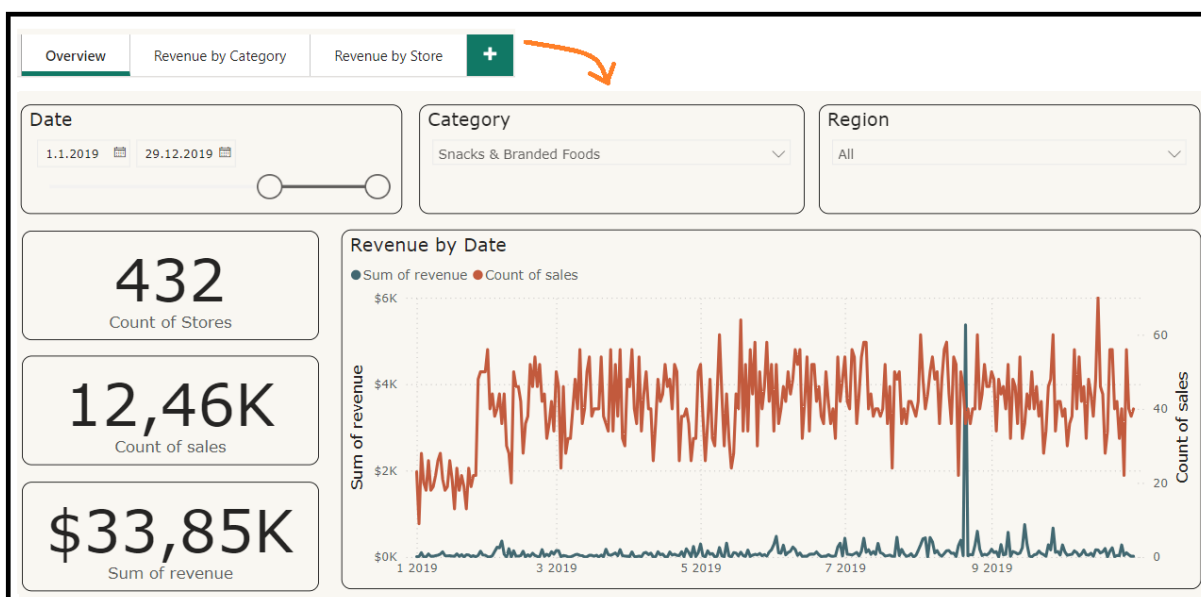 Overview Revenue by Category Revenue by Store +
Date
1.1.2019 29.12.2019
Category
Snacks & Branded Foods
Region
All
432
Count of Stores
12,46K
Count of sales
$33,85K
Sum of revenue
Revenue by Date
Sum of revenue Count of sales
Sum of revenue
$6K
$4K
$2K
$0K
1 2019 3 2019 5 2019 7 2019 9 2019
60
40
20
0
Count of sales